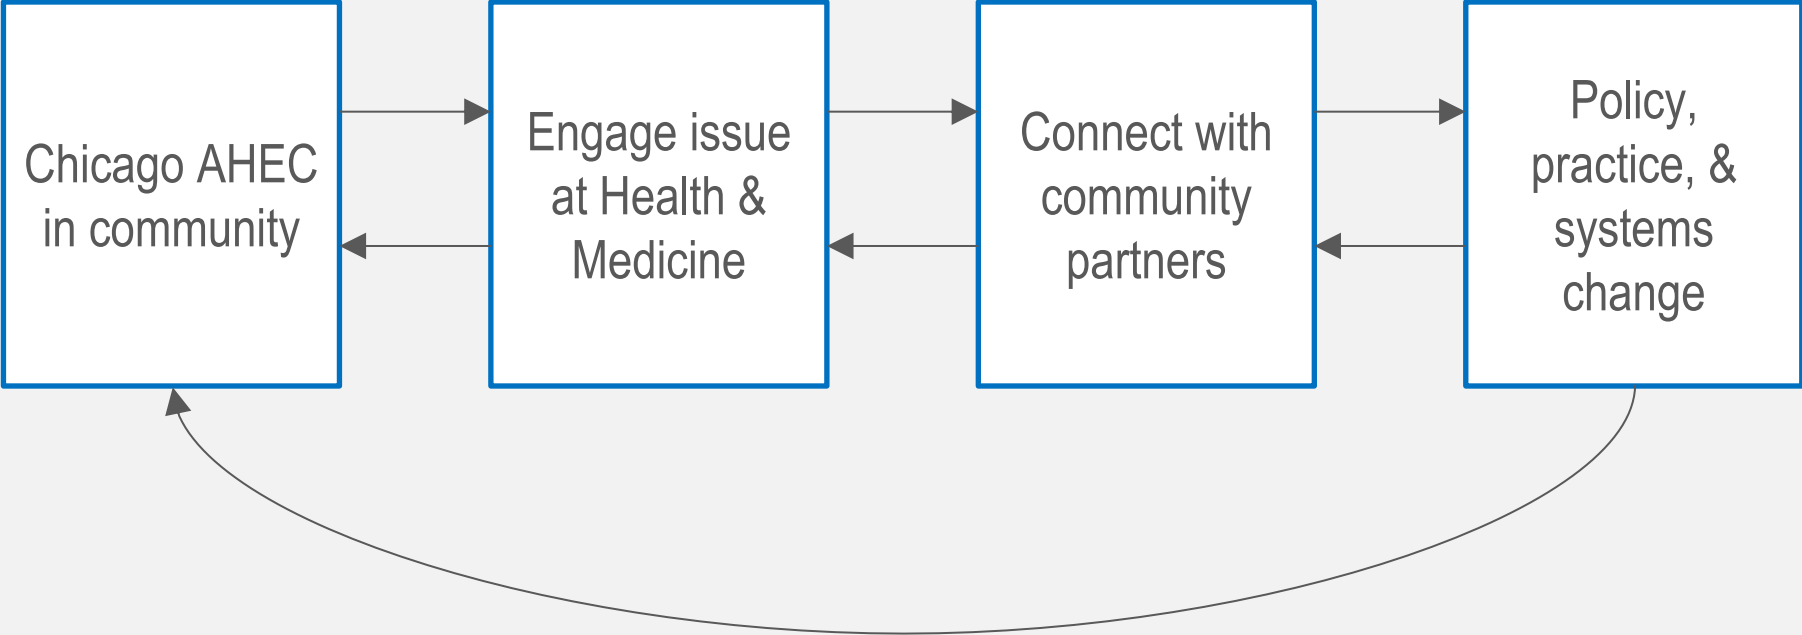 Chicago AHEC
in community
Engage issue
at Health &
Medicine
Connect with
community
partners
Policy,
practice, &
systems
change